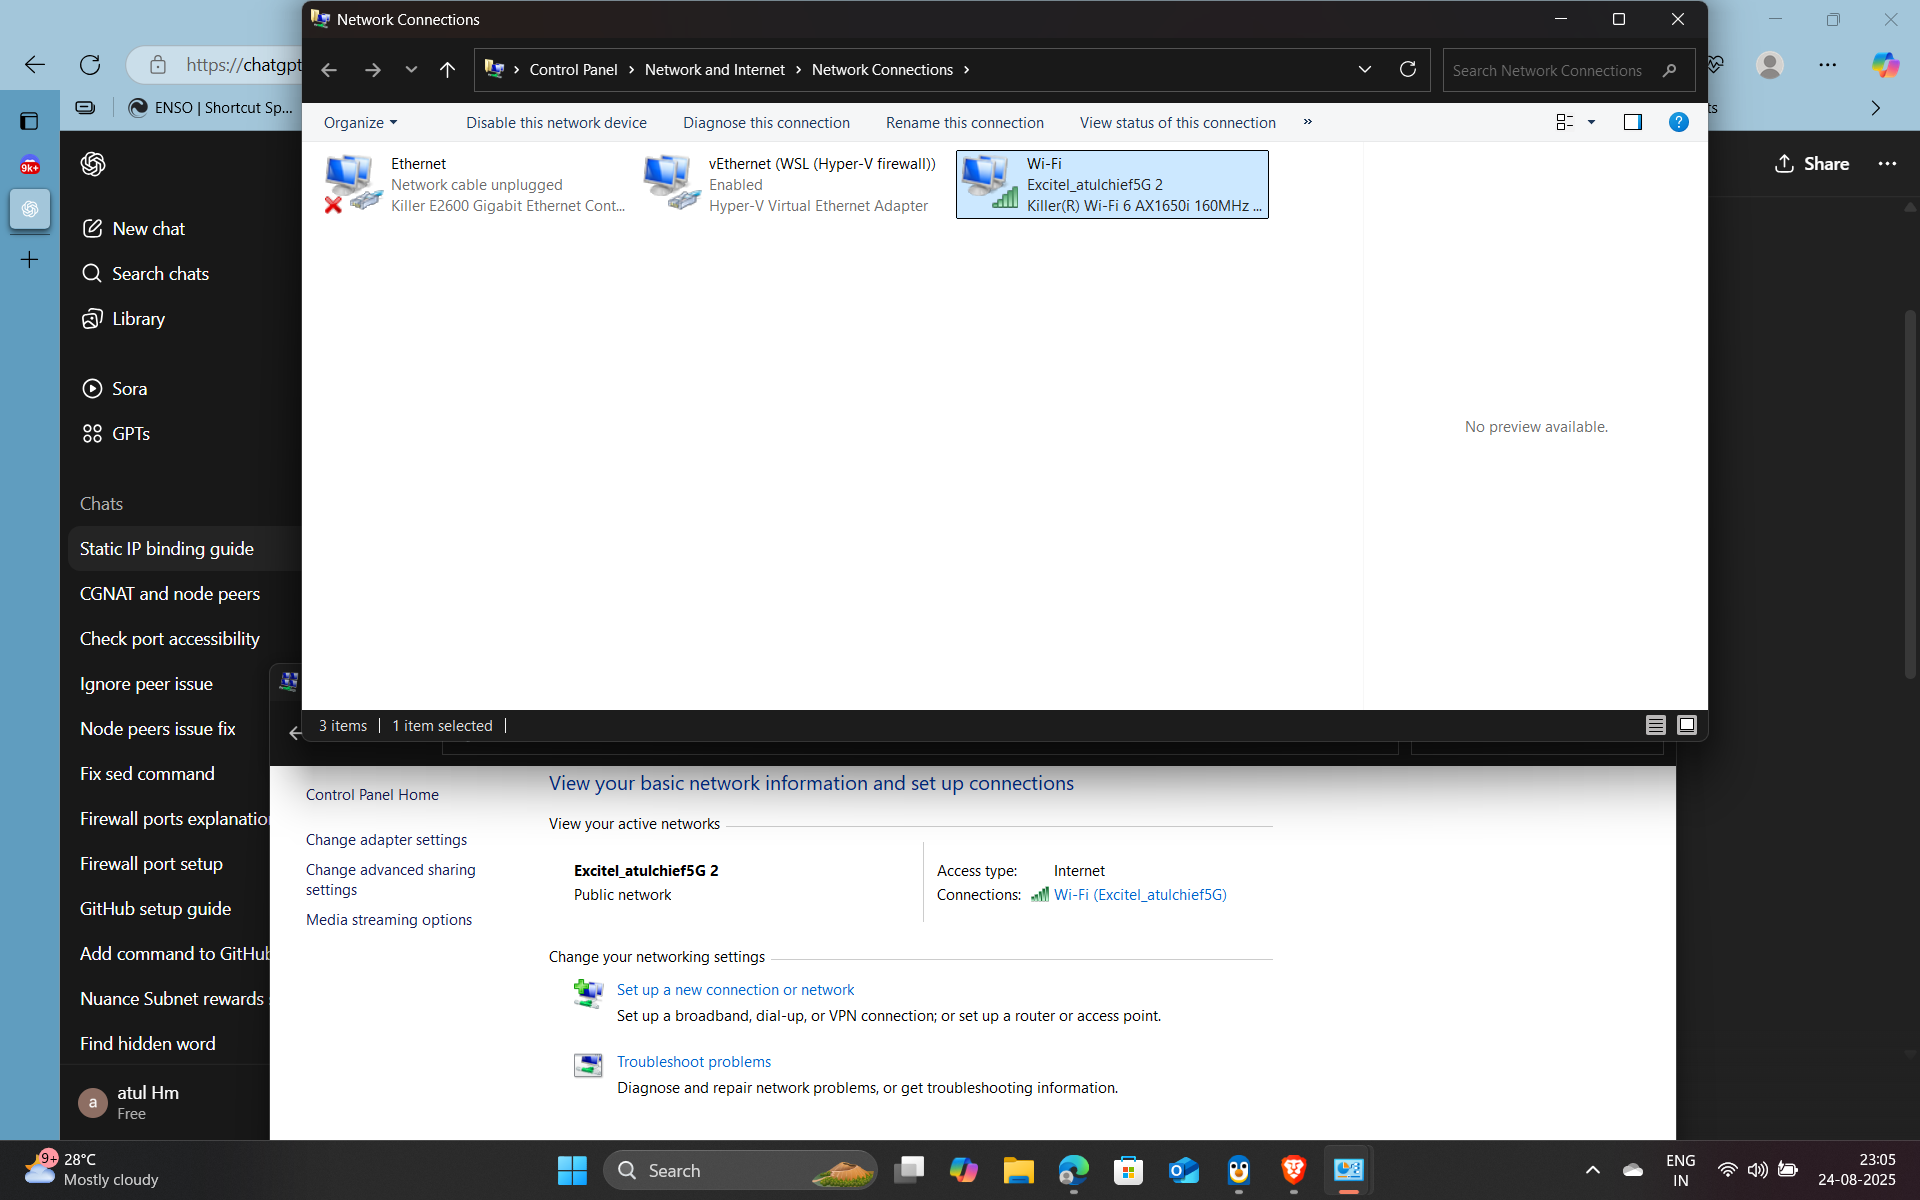 Network Connections
Control Panel > Network and Internet > Network Connections >
Search Network Connections
https://chatgpt
ENSO | Shortcut Sp...
ts
9k+
Organize
Disable this network device
Diagnose this connection
Rename this connection
View status of this connection
»
?
Ethernet
Network cable unplugged
Killer E2600 Gigabit Ethernet Cont...
vEthernet (WSL (Hyper-V firewall))
Enabled
Hyper-V Virtual Ethernet Adapter
Wi-Fi
Excitel_atulchief5G 2
Killer(R) Wi-Fi 6 AX1650i 160MHz ...
No preview available.
3 items
1 item selected
Share
New chat
Search chats
Library
Sora
GPTs
Chats
Static IP binding guide
CGNAT and node peers
Check port accessibility
Ignore peer issue
Node peers issue fix
Fix sed command
Firewall ports explanation
Firewall port setup
GitHub setup guide
Add command to GitHub
Nuance Subnet rewards
Find hidden word
a
atul Hm
Free
Control Panel Home
Change adapter settings
Change advanced sharing
settings
Media streaming options
View your basic network information and set up connections
View your active networks
Excitel_atulchief5G 2
Public network
Access type:
Internet
Connections:
Wi-Fi (Excitel_atulchief5G)
Change your networking settings
Set up a new connection or network
Set up a broadband, dial-up, or VPN connection; or set up a router or access point.
Troubleshoot problems
Diagnose and repair network problems, or get troubleshooting information.
9+
28°C
Mostly cloudy
Search
ENG
IN
23:05
24-08-2025